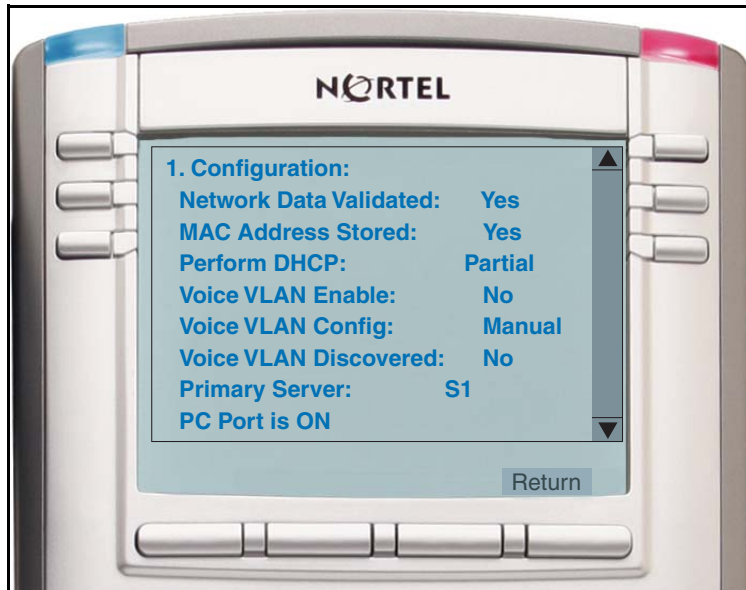 NORTEL
1. Configuration:
Network Data Validated: Yes
MAC Address Stored: Yes
Perform DHCP: Partial
Voice VLAN Enable: No
Voice VLAN Config: Manual
Voice VLAN Discovered: No
Primary Server: S1
PC Port is ON
Return